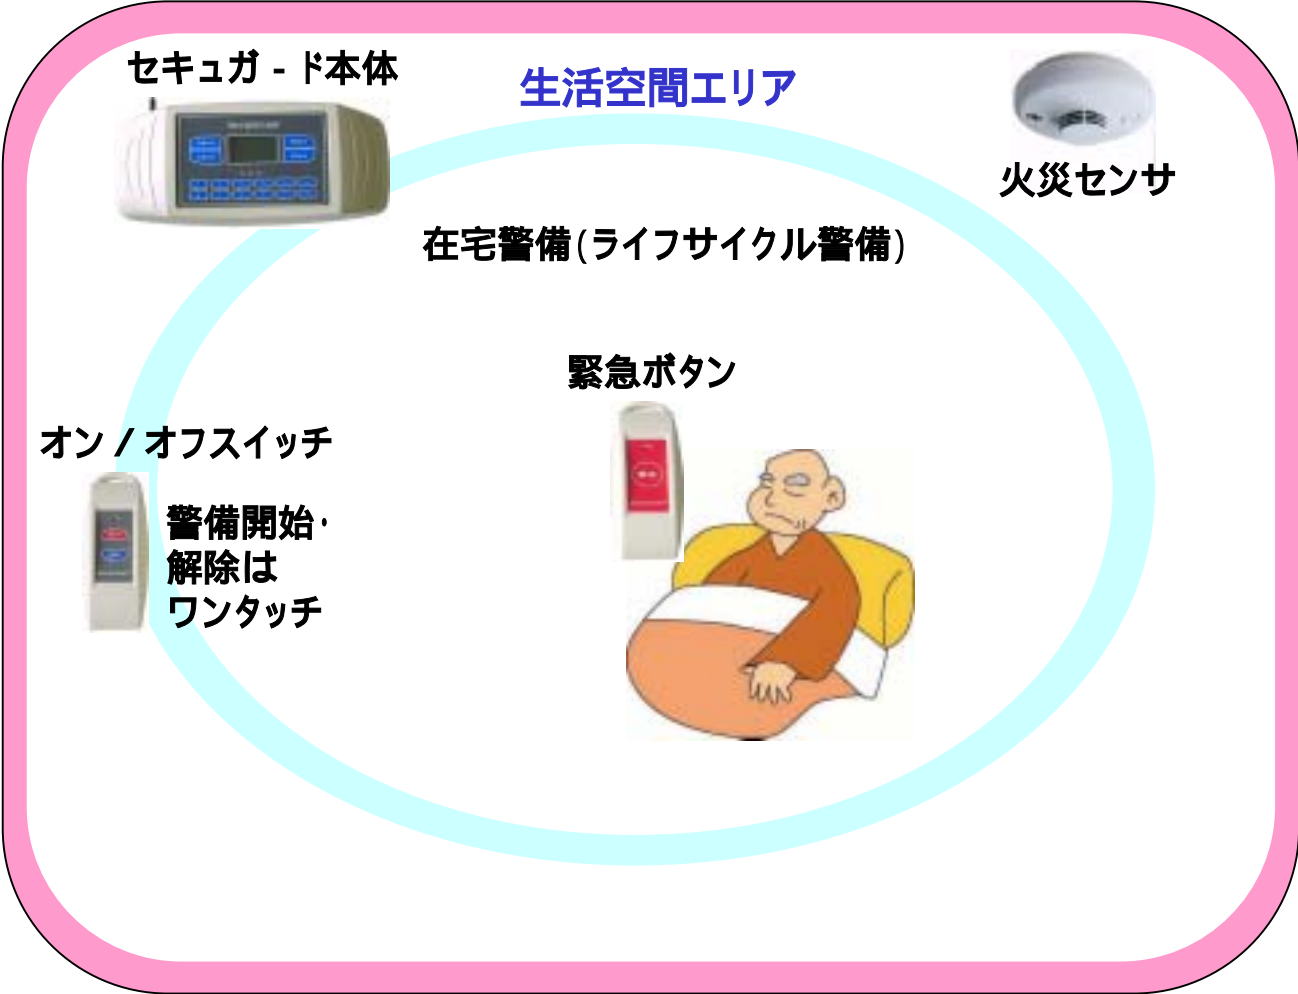 セキュガ - ド本体
生活空間エリア
火災センサ
在宅警備(ライフサイクル警備)
緊急ボタン
オン / オフスイッチ
警備開始・
解除は
ワンタッチ